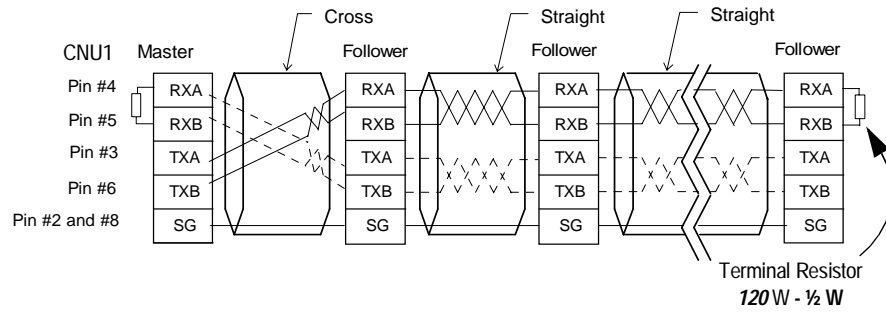 Cross
Straight
Straight
CNU1 Master
Follower
Follower
Follower
Pin #4
RXA
RXA
RXA
RXA
Pin #5
RXB
RXB
RXB
RXB
Pin #3
TXA
TXA
TXA
TXA
Pin #6
TXB
TXB
TXB
TXB
Pin #2 and #8
SG
SG
SG
SG
Terminal Resistor
120 W - ½ W